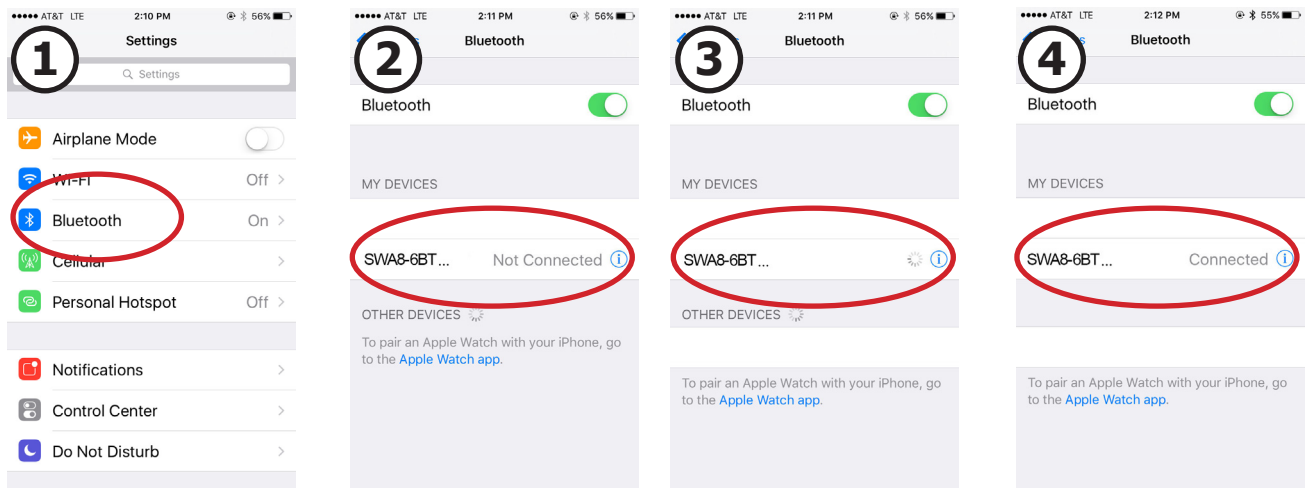 AT&T LTE 2:10 PM 56%
1
Settings
Settings
Airplane Mode
Wi-Fi Off
Bluetooth On
Cellular
Personal Hotspot Off
Notifications
Control Center
Do Not Disturb
AT&T LTE 2:11 PM 56%
2
Bluetooth
Bluetooth
MY DEVICES
SWA8-6BT... Not Connected
OTHER DEVICES
To pair an Apple Watch with your iPhone, go
to the Apple Watch app.
AT&T LTE 2:11 PM 56%
3
Bluetooth
Bluetooth
MY DEVICES
SWA8-6BT...
OTHER DEVICES
To pair an Apple Watch with your iPhone, go
to the Apple Watch app.
AT&T LTE 2:12 PM 55%
4
Bluetooth
Bluetooth
MY DEVICES
SWA8-6BT... Connected
To pair an Apple Watch with your iPhone, go
to the Apple Watch app.